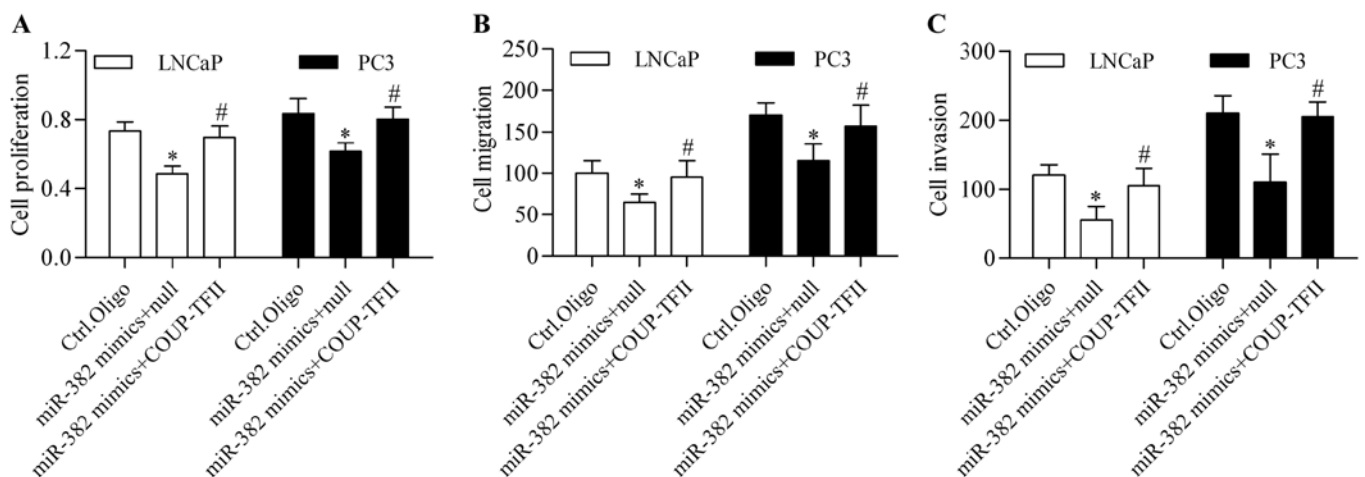 A
Cell proliferation
1.2
0.8
0.4
0.0
LNCaP
PC3
*
#
*
#
Ctrl.Oligo
miR-382 mimics+null
miR-382 mimics+COUP-TFII
Ctrl.Oligo
miR-382 mimics+null
miR-382 mimics+COUP-TFII
B
Cell migration
250
200
150
100
50
0
LNCaP
PC3
*
#
*
#
Ctrl.Oligo
miR-382 mimics+null
miR-382 mimics+COUP-TFII
Ctrl.Oligo
miR-382 mimics+null
miR-382 mimics+COUP-TFII
C
Cell invasion
300
200
100
0
LNCaP
PC3
*
#
*
#
Ctrl.Oligo
miR-382 mimics+null
miR-382 mimics+COUP-TFII
Ctrl.Oligo
miR-382 mimics+null
miR-382 mimics+COUP-TFII